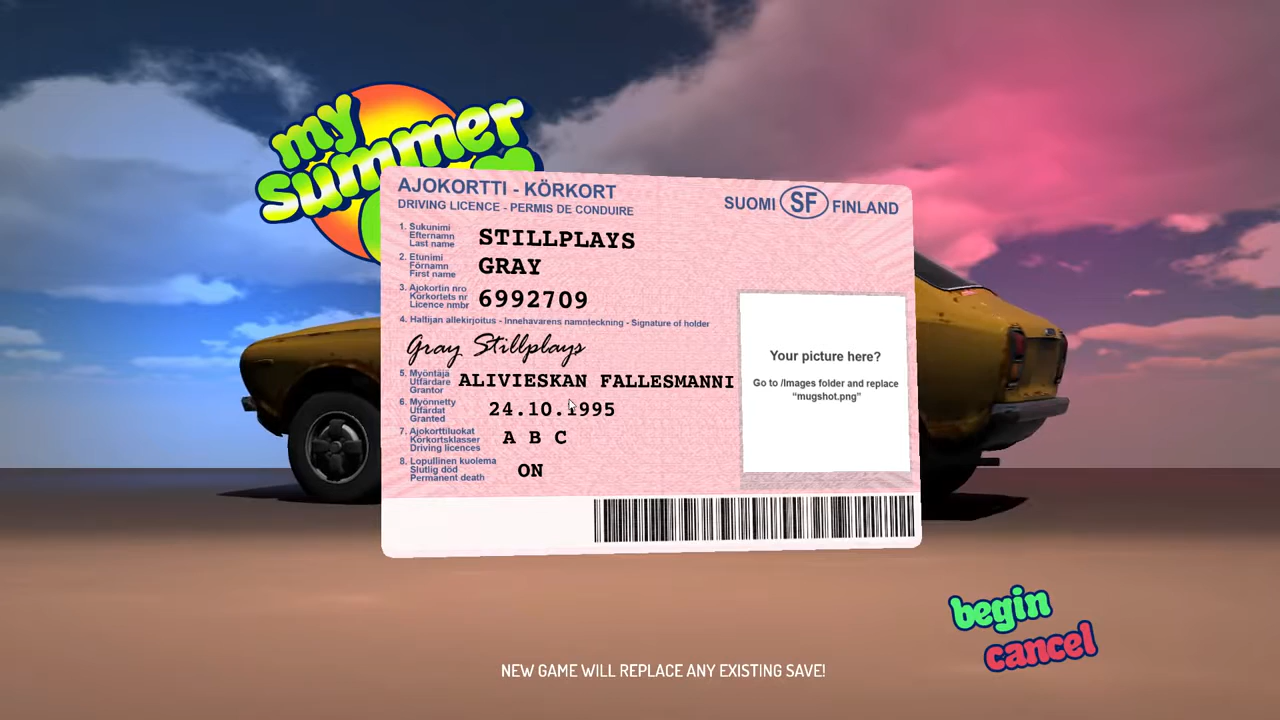 my
summer
AJOKORTTI - KÖRKORT
DRIVING LICENCE - PERMIS DE CONDUIRE
SUOMI SF FINLAND
1. Sukunimi
Efternamn
Last name
STILLPLAYS
2. Etunimi
Förnamn
First name
GRAY
3. Ajokortin nro
Körkortets nr
Licence nmbr
6992709
4. Haltijan allekirjoitus - Innehavarens namnteckning - Signature of holder
Gray Stillplays
5. Myöntäjä
Utfärdare
Grantor
ALIVIESKAN FALLESMANNI
6. Myönnetty
Utfärdat
Granted
24.10.1995
7. Ajokorttiluokat
Körkortsklasser
Driving licences
A B C
8. Lopullinen kuolema
Slutlig död
Permanent death
ON
Your picture here?
Go to /Images folder and replace
“mugshot.png”
begin
cancel
NEW GAME WILL REPLACE ANY EXISTING SAVE!